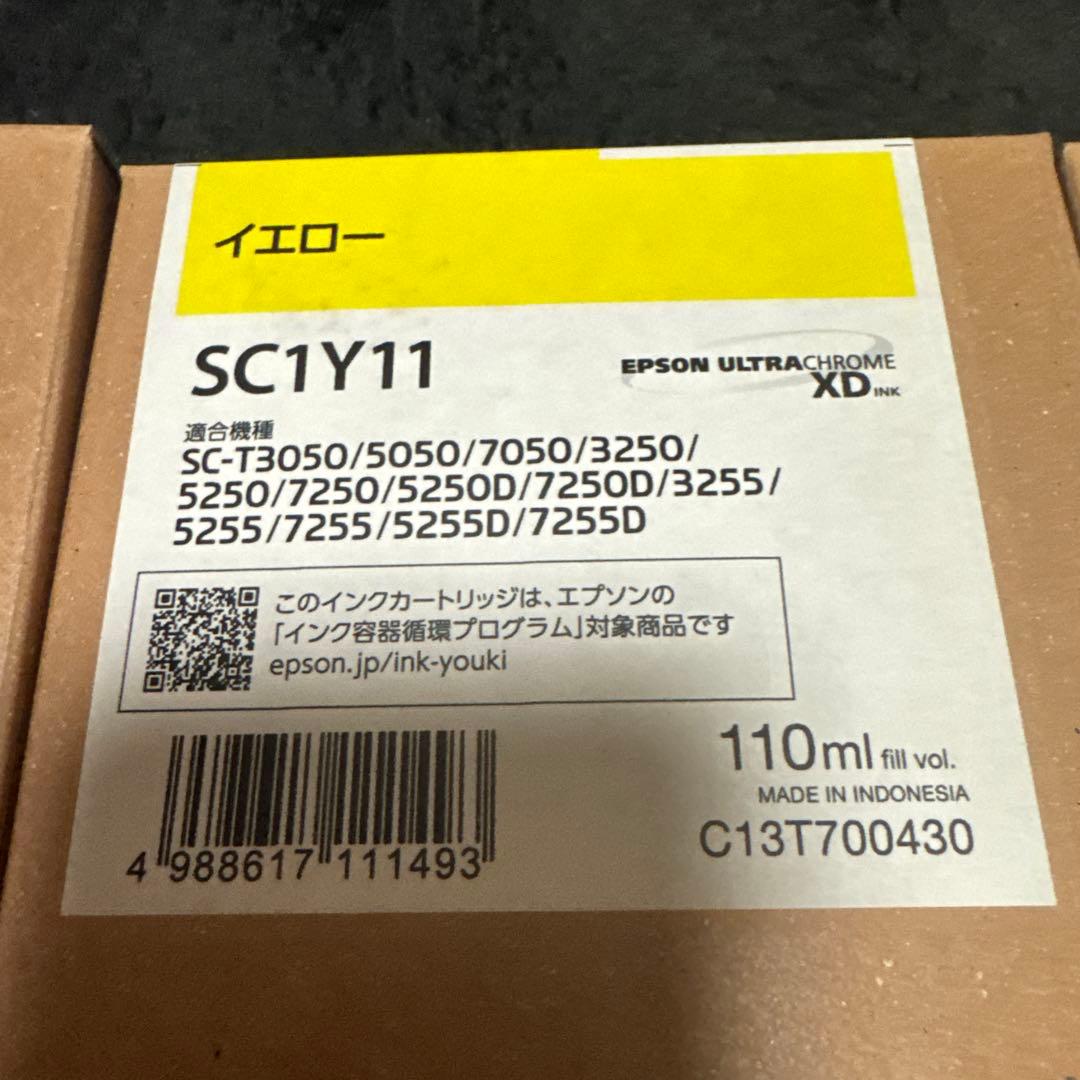 イエロー
SC1Y11
EPSON ULTRACHROME
XD INK
適合機種
SC-T3050/5050/7050/3250/
5250/7250/5250D/7250D/3255/
5255/7255/5255D/7255D
このインクカートリッジは、エプソンの
「インク容器循環プログラム」対象商品です
epson.jp/ink-youki
110ml fill vol.
MADE IN INDONESIA
C13T700430
4 988617 111493